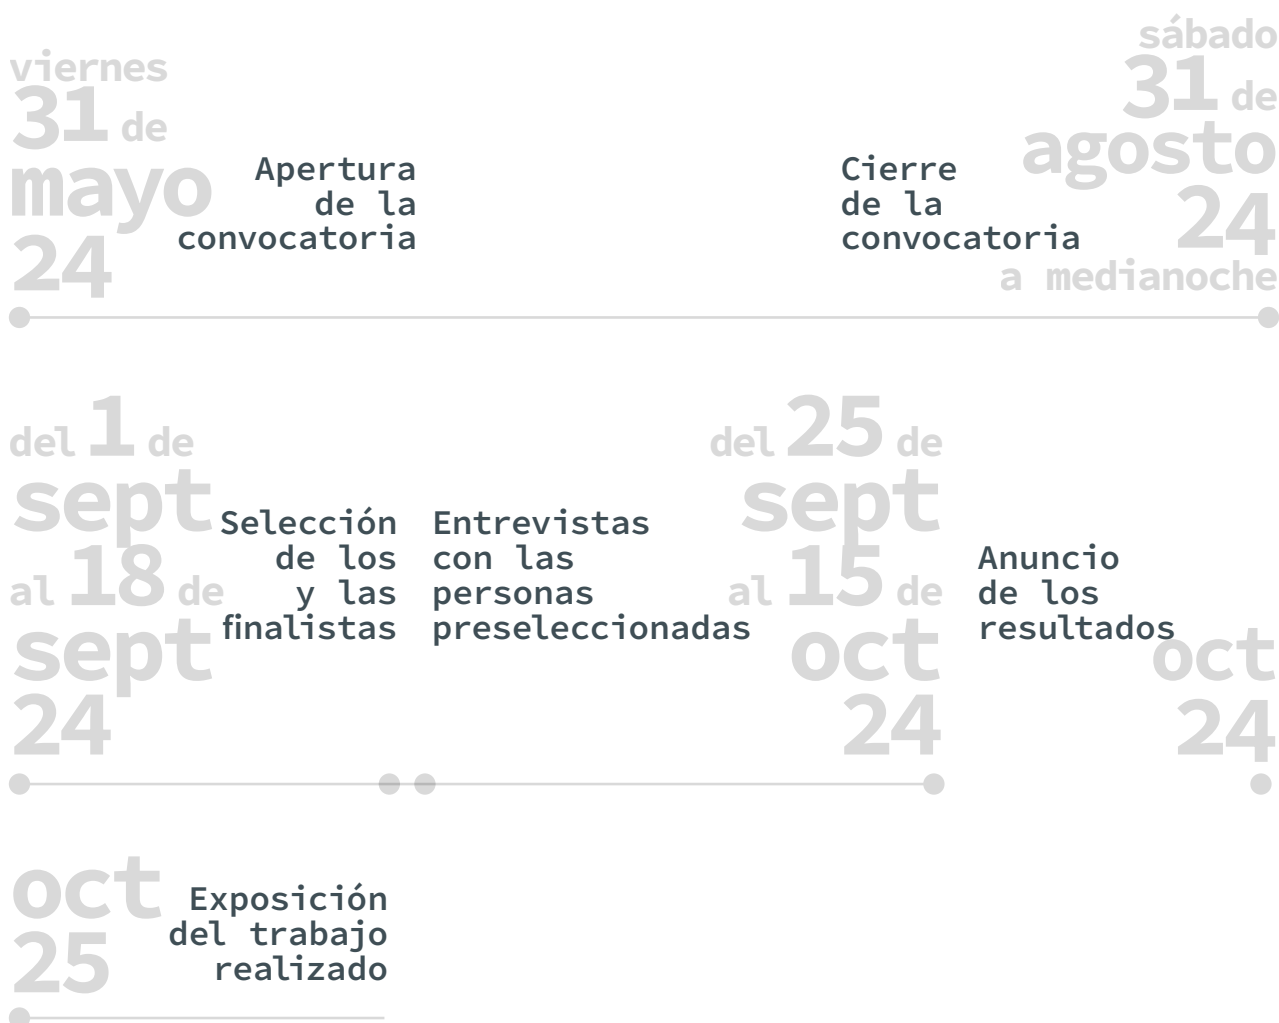 viernes
31 de
mayo
24
Apertura
de la
convocatoria
Cierre
de la
convocatoria
sábado
31 de
agosto
24
a medianoche
del 1 de
sept
al 18 de
sept
24
Selección
de los
y las
finalistas
Entrevistas
con las
personas
preseleccionadas
del 25 de
sept
al 15 de
oct
24
Anuncio
de los
resultados
oct
24
oct
25
Exposición
del trabajo
realizado